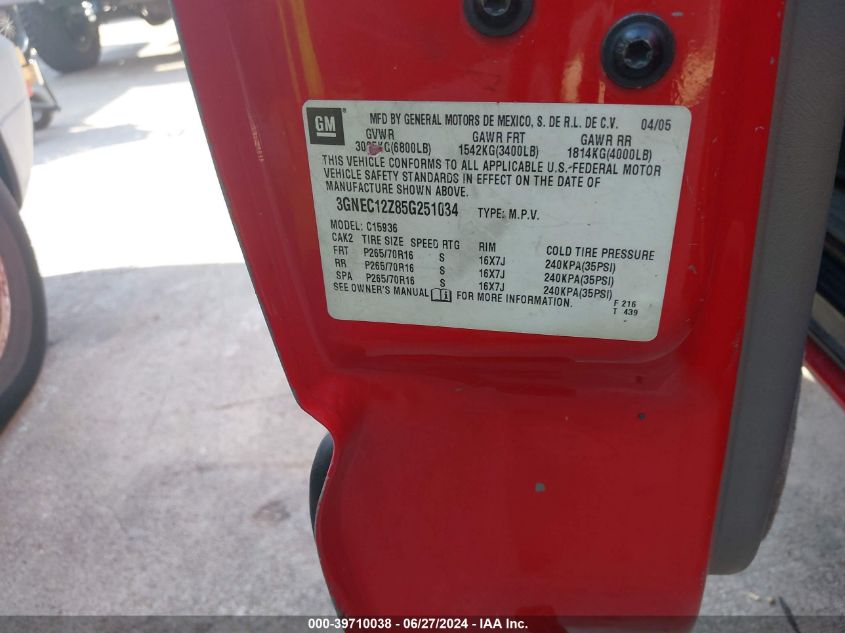 GM
MFD BY GENERAL MOTORS DE MEXICO, S. DE R.L. DE C.V. 04/05
GVWR GAWR FRT GAWR RR
(6800LB) 1542KG(3400LB) 1814KG(4000LB)
THIS VEHICLE CONFORMS TO ALL APPLICABLE U.S. FEDERAL MOTOR
VEHICLE SAFETY STANDARDS IN EFFECT ON THE DATE OF
MANUFACTURE SHOWN ABOVE.
3GNEC12Z85G251034 TYPE: M.P.V.
MODEL: C15936
CAK2 TIRE SIZE SPEED RTG RIM COLD TIRE PRESSURE
FRT P265/70R16 S 16X7J 240KPA(35PSI)
RR P265/70R16 S 16X7J 240KPA(35PSI)
SPA P265/70R16 S 16X7J 240KPA(35PSI)
SEE OWNER'S MANUAL FOR MORE INFORMATION.
F 216
T 439
000-39710038 / 06/27/2024 - IAA Inc.